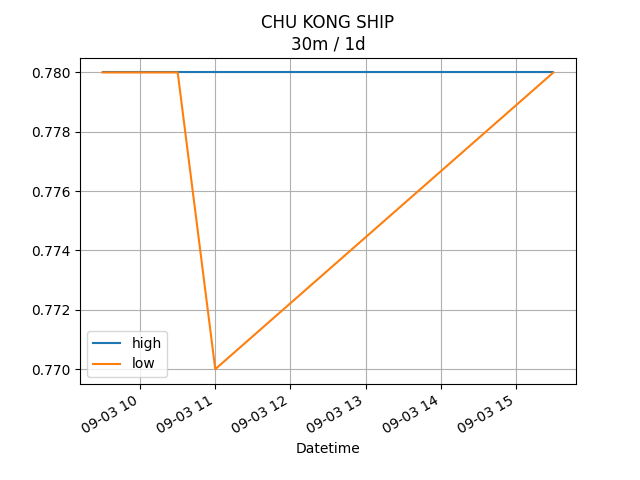 CHU KONG SHIP
30m / 1d
0.780
0.778
0.776
0.774
0.772
0.770
high
low
09-03 10
09-03 11
09-03 12
09-03 13
09-03 14
09-03 15
Datetime